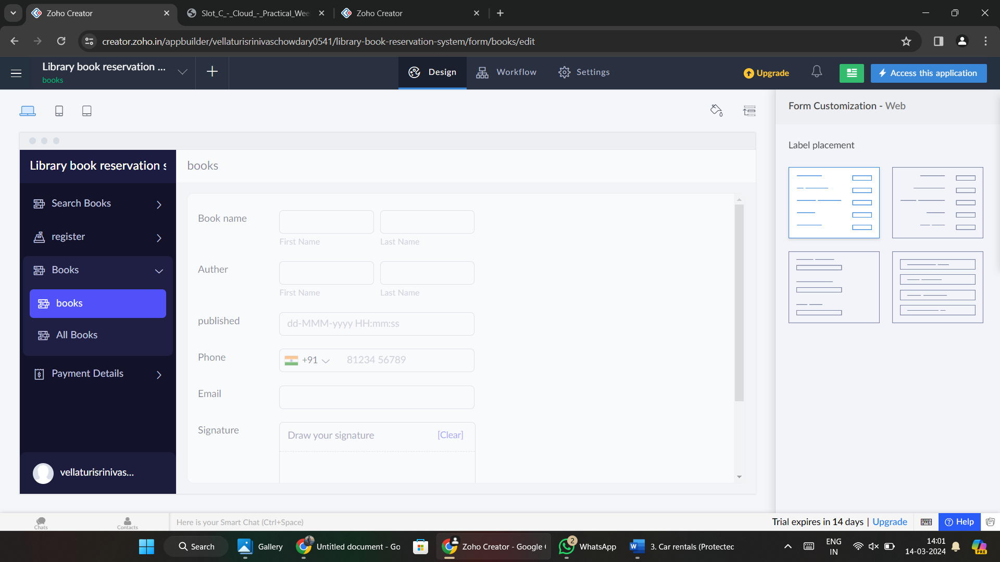 Zoho Creator
Slot_C_-_Cloud_-_Practical_Wee
Zoho Creator
creator.zoho.in/appbuilder/vellaturisrinivaschowdary0541/library-book-reservation-system/form/books/edit
Library book reservation ...
books
Design
Workflow
Settings
Upgrade
Access this application
Form Customization - Web
Label placement
Library book reservation s
books
Search Books
register
Books
books
All Books
Payment Details
vellaturisrinivas...
Book name
First Name
Last Name
Auther
First Name
Last Name
published
dd-MMM-yyyy HH:mm:ss
Phone
+91
81234 56789
Email
Signature
Draw your signature
[Clear]
Chats
Contacts
Here is your Smart Chat (Ctrl+Space)
Trial expires in 14 days | Upgrade
Help
Search
Gallery
Untitled document - Go
Zoho Creator - Google
2
WhatsApp
3. Car rentals (Protected
ENG
IN
14:01
14-03-2024
PRE